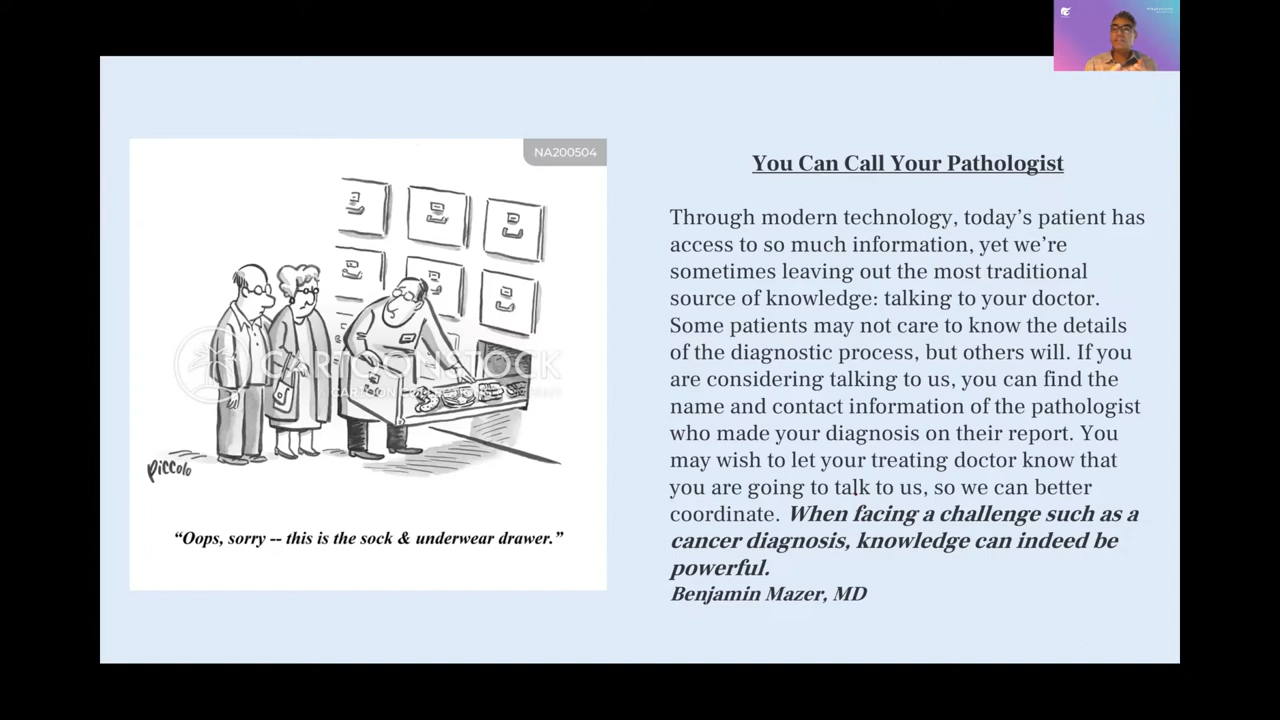 NA200504
CARTOONSTOCK
Piccolo
“Oops, sorry -- this is the sock & underwear drawer.”
You Can Call Your Pathologist
Through modern technology, today’s patient has
access to so much information, yet we’re
sometimes leaving out the most traditional
source of knowledge: talking to your doctor.
Some patients may not care to know the details
of the diagnostic process, but others will. If you
are considering talking to us, you can find the
name and contact information of the pathologist
who made your diagnosis on their report. You
may wish to let your treating doctor know that
you are going to talk to us, so we can better
coordinate. When facing a challenge such as a
cancer diagnosis, knowledge can indeed be
powerful.
Benjamin Mazer, MD